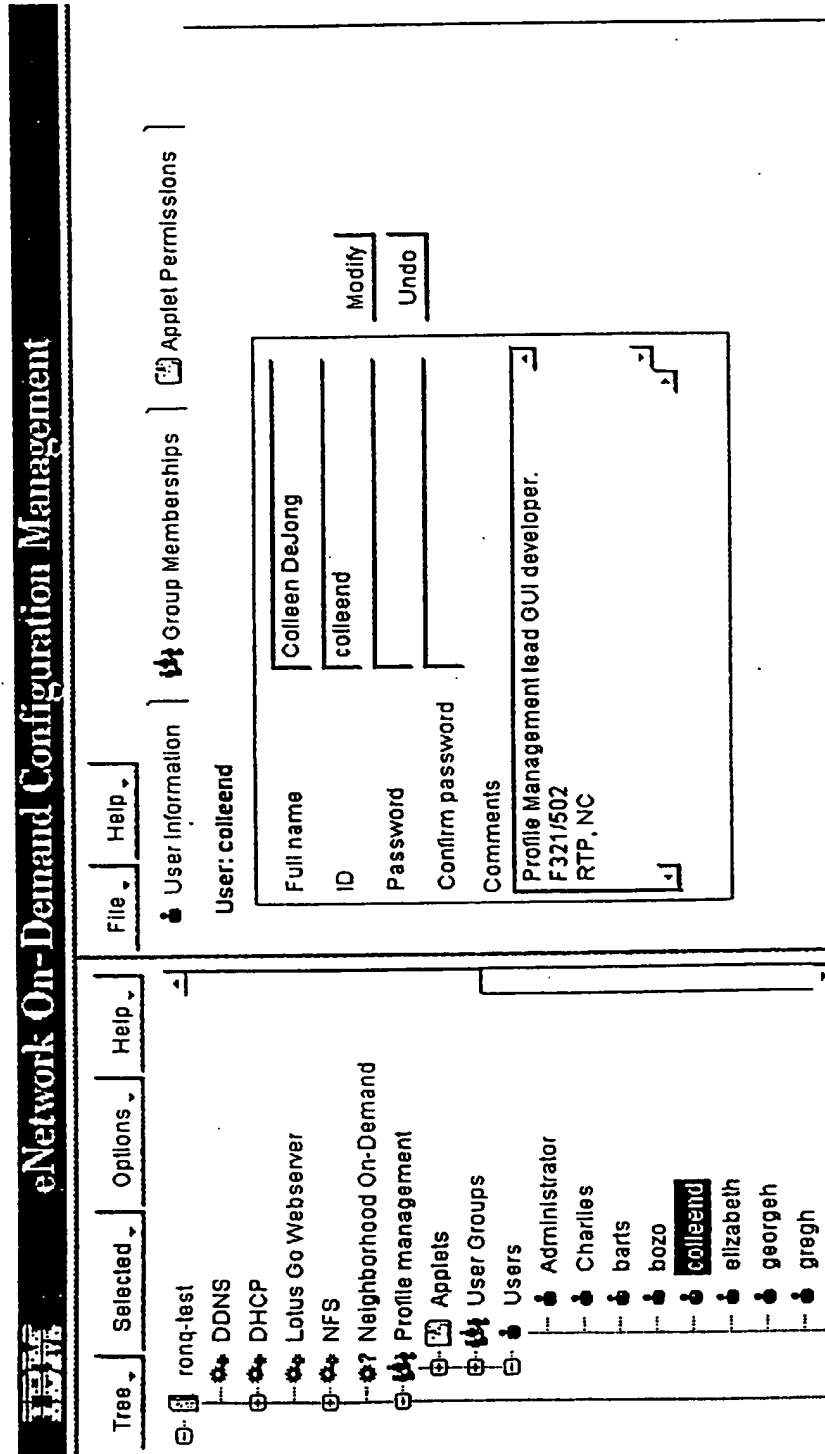 IBM eNetwork On-Demand Configuration Management
Tree Selected Options Help
ronq-test
DDNS
DHCP
Lotus Go Webserver
NFS
Neighborhood On-Demand
Profile management
Applets
User Groups
Users
Administrator
Charlies
barts
bozo
colleend
elizabeth
georgeh
gregh
File Help
User Information Group Memberships Applet Permissions
User: colleend
Full name Colleen DeJong
ID colleend
Modify
Password
Undo
Confirm password
Comments
Profile Management lead GUI developer.
F321/502
RTP, NC